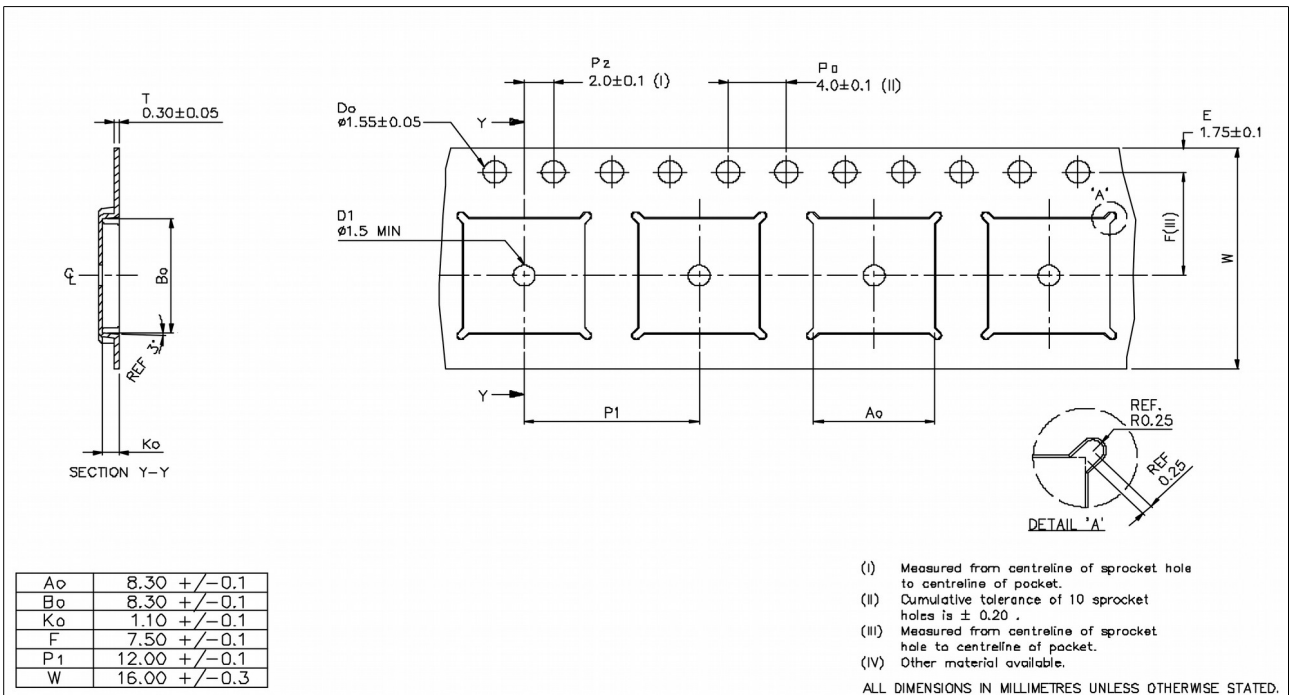 P2
2.0±0.1 (I)
Po
4.0±0.1 (II)
T
0.30±0.05
Do
ø1.55±0.05
Y
E
1.75±0.1
'A'
D1
ø1.5 MIN
F(III)
W
Bo
℄
REF 3°
Ko
SECTION Y-Y
Y
P1
Ao
REF.
R0.25
REF
0.25
DETAIL 'A'
Ao 8.30 +/-0.1
Bo 8.30 +/-0.1
Ko 1.10 +/-0.1
F 7.50 +/-0.1
P1 12.00 +/-0.1
W 16.00 +/-0.3
(I) Measured from centreline of sprocket hole
to centreline of pocket.
(II) Cumulative tolerance of 10 sprocket
holes is ± 0.20 .
(III) Measured from centreline of sprocket
hole to centreline of pocket.
(IV) Other material available.
ALL DIMENSIONS IN MILLIMETRES UNLESS OTHERWISE STATED.